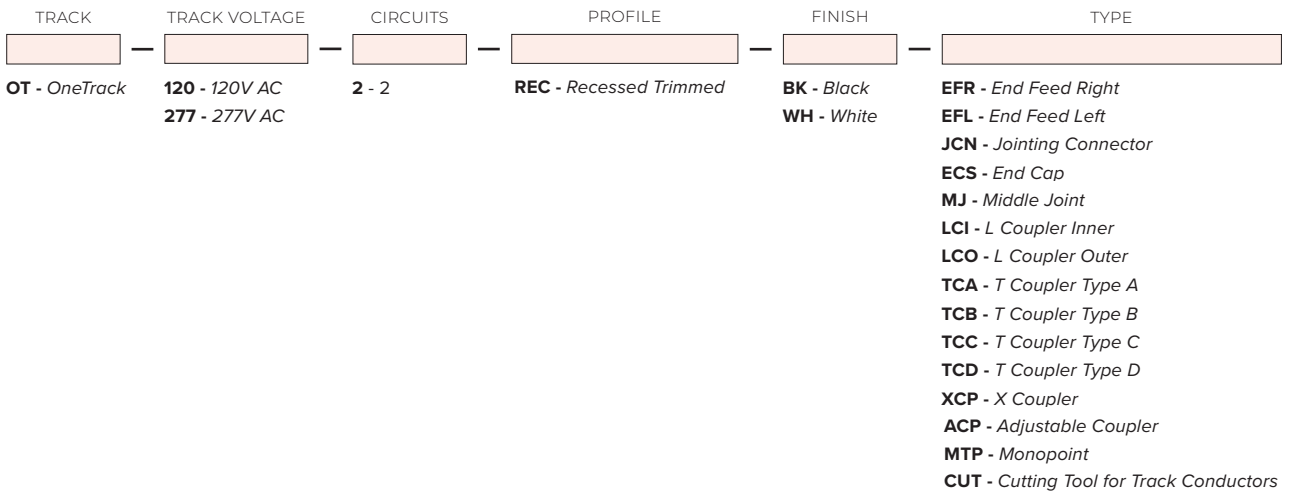 TRACK
OT - OneTrack
TRACK VOLTAGE
120 - 120V AC
277 - 277V AC
CIRCUITS
2 - 2
PROFILE
REC - Recessed Trimmed
FINISH
BK - Black
WH - White
TYPE
EFR - End Feed Right
EFL - End Feed Left
JCN - Jointing Connector
ECS - End Cap
MJ - Middle Joint
LCI - L Coupler Inner
LCO - L Coupler Outer
TCA - T Coupler Type A
TCB - T Coupler Type B
TCC - T Coupler Type C
TCD - T Coupler Type D
XCP - X Coupler
ACP - Adjustable Coupler
MTP - Monopoint
CUT - Cutting Tool for Track Conductors